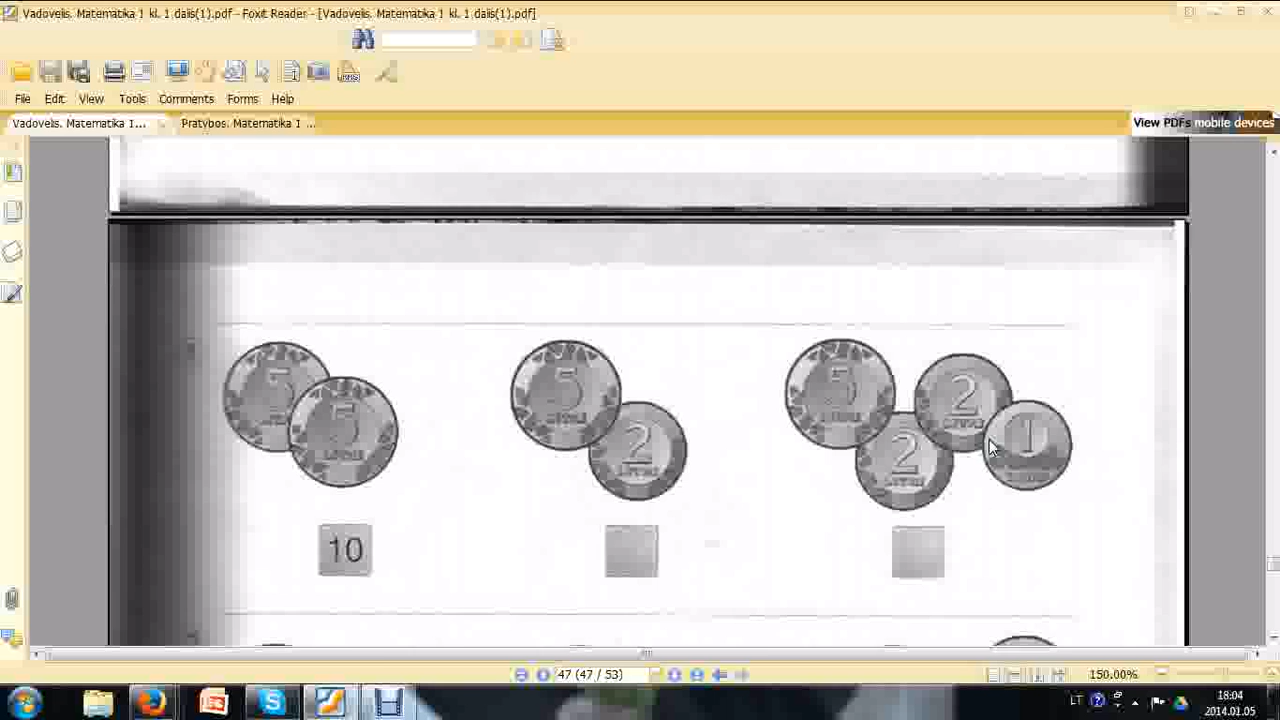 Vadovelis. Matematika 1 kl. 1 dalis(1).pdf - Foxit Reader - [Vadovelis. Matematika 1 kl. 1 dalis(1).pdf]
File Edit View Tools Comments Forms Help
Vadovelis. Matematika 1... Pratybos. Matematika 1 ... View PDFs mobile devices
5 5 5 2 5 2 2 1
10
47 (47 / 53) 150.00%
LT 18:04
2014.01.05